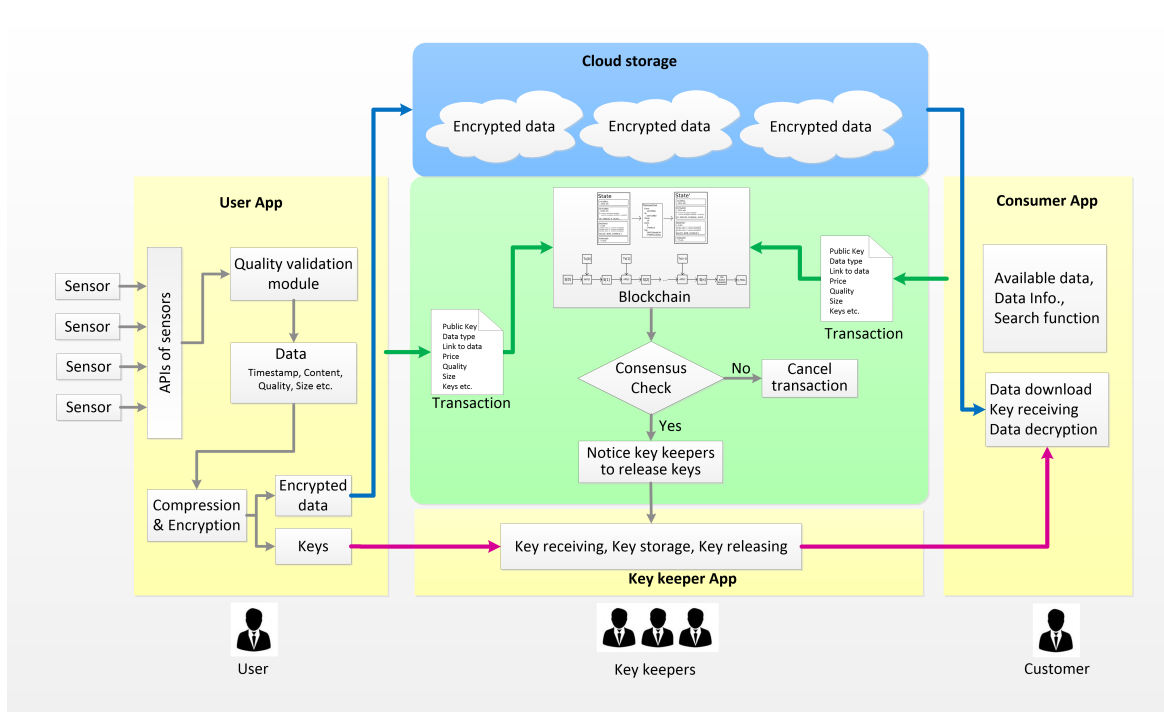 Cloud storage
Encrypted data
Encrypted data
Encrypted data
User App
Sensor
Sensor
Sensor
Sensor
APIs of sensors
Quality validation
module
Data
Timestamp, Content,
Quality, Size etc.
Compression
& Encryption
Encrypted
data
Keys
Public Key
Data type
Link to data
Price
Quality
Size
Keys etc.
Transaction
State
State'
Blockchain
Public Key
Data type
Link to data
Price
Quality
Size
Keys etc.
Transaction
Consensus
Check
No
Cancel
transaction
Yes
Notice key keepers
to release keys
Key receiving, Key storage, Key releasing
Key keeper App
Consumer App
Available data,
Data Info.,
Search function
Data download
Key receiving
Data decryption
User
Key keepers
Customer